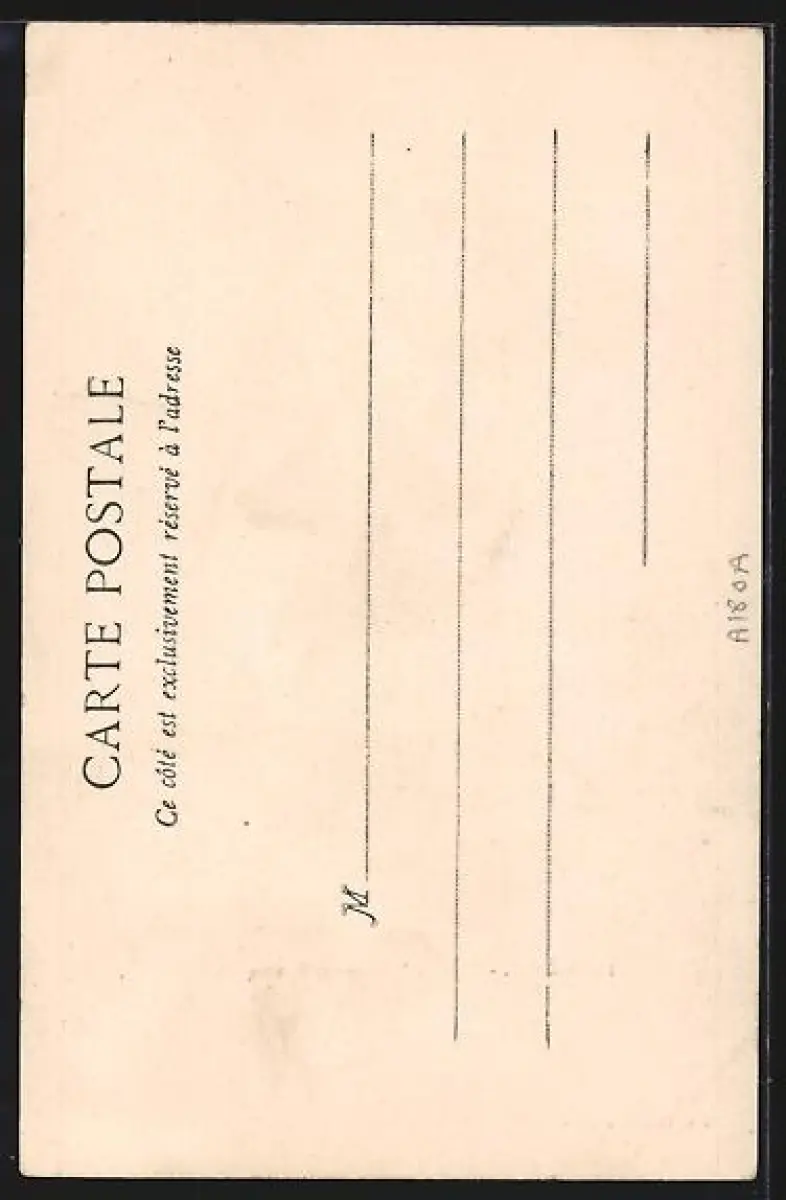 CARTE POSTALE
Ce côté est exclusivement réservé à l'adresse
M
A180A